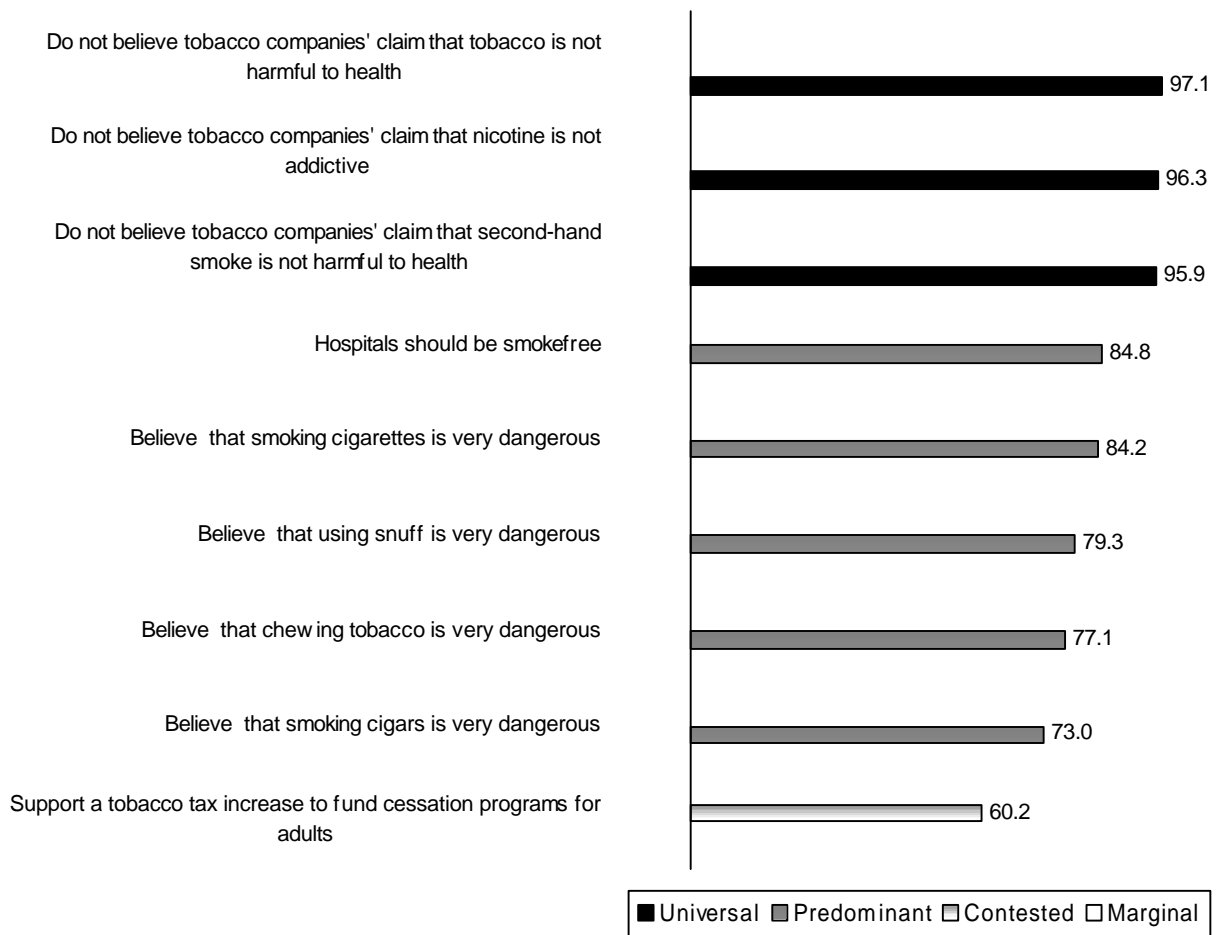 Do not believe tobacco companies' claim that tobacco is not
harmful to health
97.1
Do not believe tobacco companies' claim that nicotine is not
addictive
96.3
Do not believe tobacco companies' claim that second-hand
smoke is not harmful to health
95.9
Hospitals should be smokefree
84.8
Believe that smoking cigarettes is very dangerous
84.2
Believe that using snuff is very dangerous
79.3
Believe that chewing tobacco is very dangerous
77.1
Believe that smoking cigars is very dangerous
73.0
Support a tobacco tax increase to fund cessation programs for
adults
60.2
Universal Predominant Contested Marginal